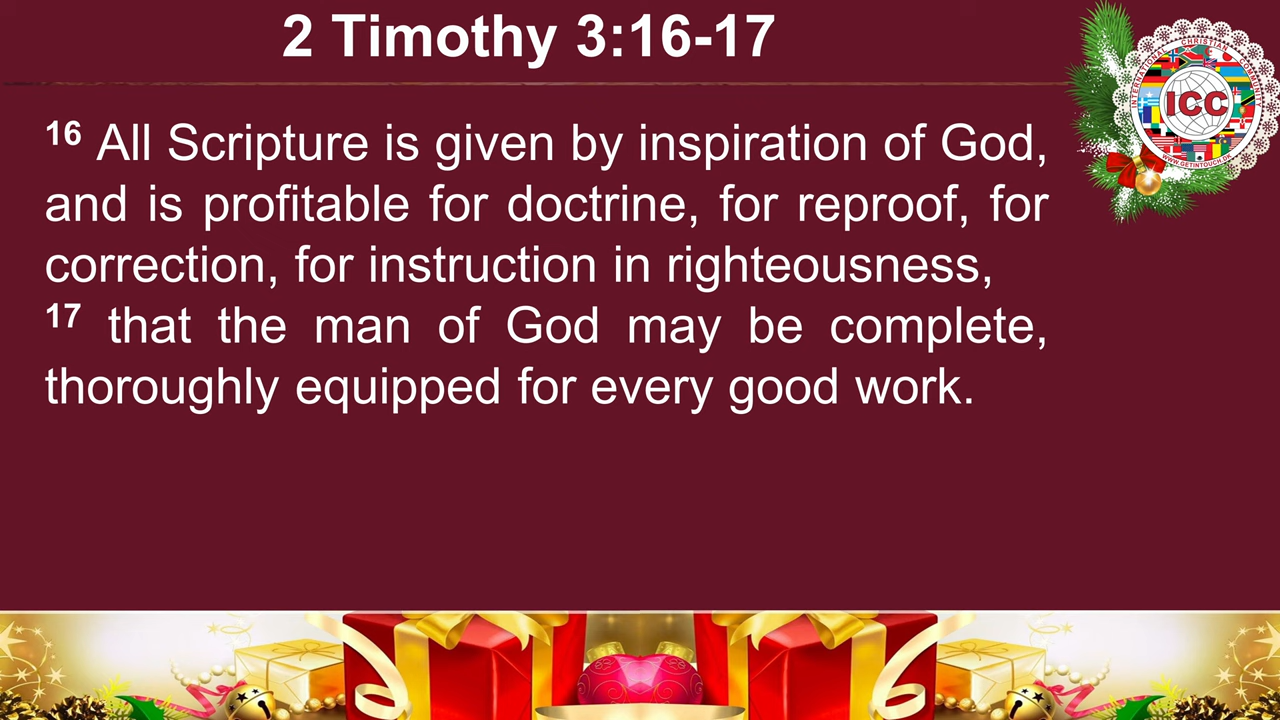 2 Timothy 3:16-17
16 All Scripture is given by inspiration of God,
and is profitable for doctrine, for reproof, for
correction, for instruction in righteousness,
17 that the man of God may be complete,
thoroughly equipped for every good work.
INTERNATIONAL CHRISTIAN
ICC